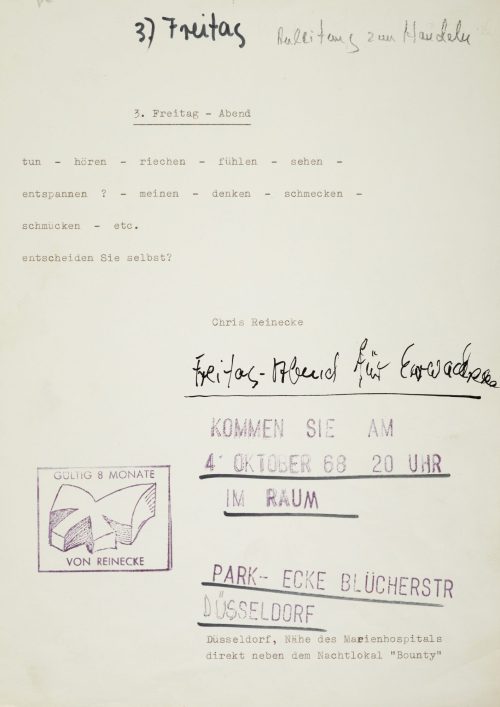 3) Freitag Anleitung zum Handeln
3. Freitag - Abend
tun - hören - riechen - fühlen - sehen -
entspannen ? - meinen - denken - schmecken -
schmücken - etc.
entscheiden Sie selbst?
Chris Reinecke
Freitag-Abend für Erwachsene
KOMMEN SIE AM
4. OKTOBER 68 20 UHR
IM RAUM
GÜLTIG 8 MONATE
VON REINECKE
PARK- ECKE BLÜCHERSTR
DÜSSELDORF
Düsseldorf, Nähe des Marienhospitals
direkt neben dem Nachtlokal "Bounty"